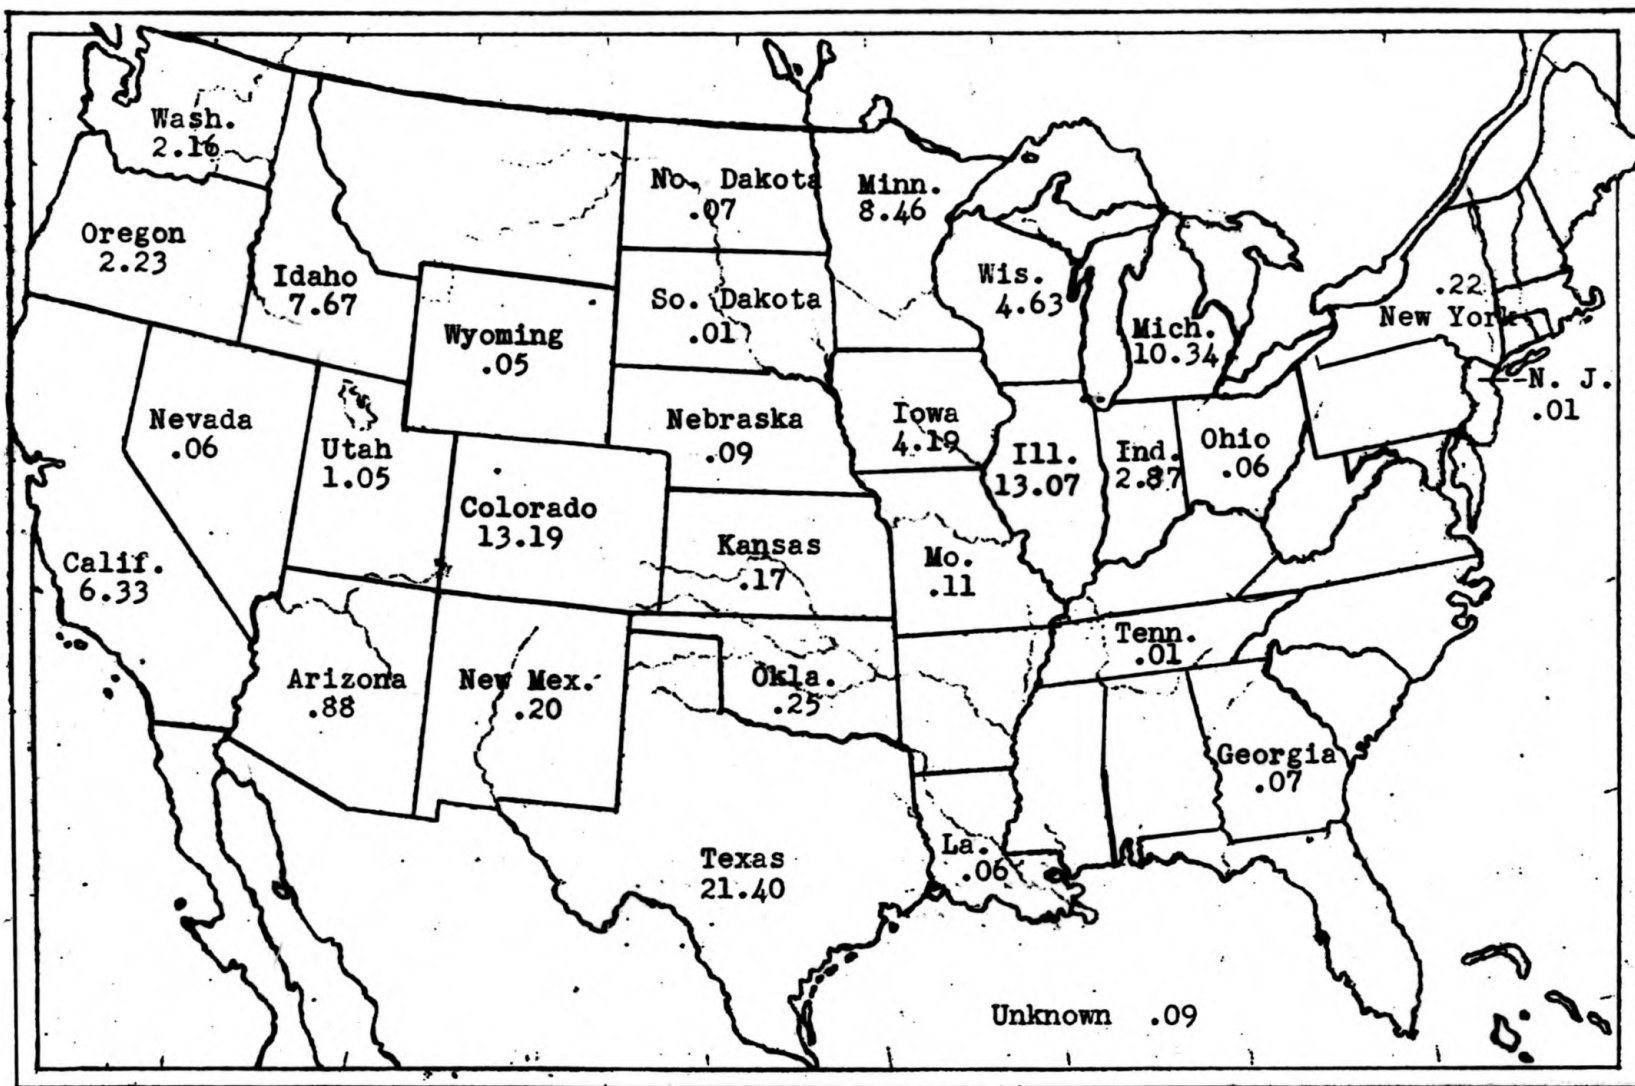 Wash.
2.16
Oregon
2.23
Idaho
7.67
No. Dakota
.07
Minn.
8.46
Wis.
4.63
Mich.
10.34
.22
New York
N. J.
.01
So. Dakota
.01
Wyoming
.05
Nevada
.06
Utah
1.05
Nebraska
.09
Iowa
4.19
Ill.
13.07
Ind.
2.87
Ohio
.06
Colorado
13.19
Kansas
.17
Mo.
.11
Calif.
6.33
Arizona
.88
New Mex.
.20
Okla.
.25
Tenn.
.01
Georgia
.07
Texas
21.40
La.
.06
Unknown .09